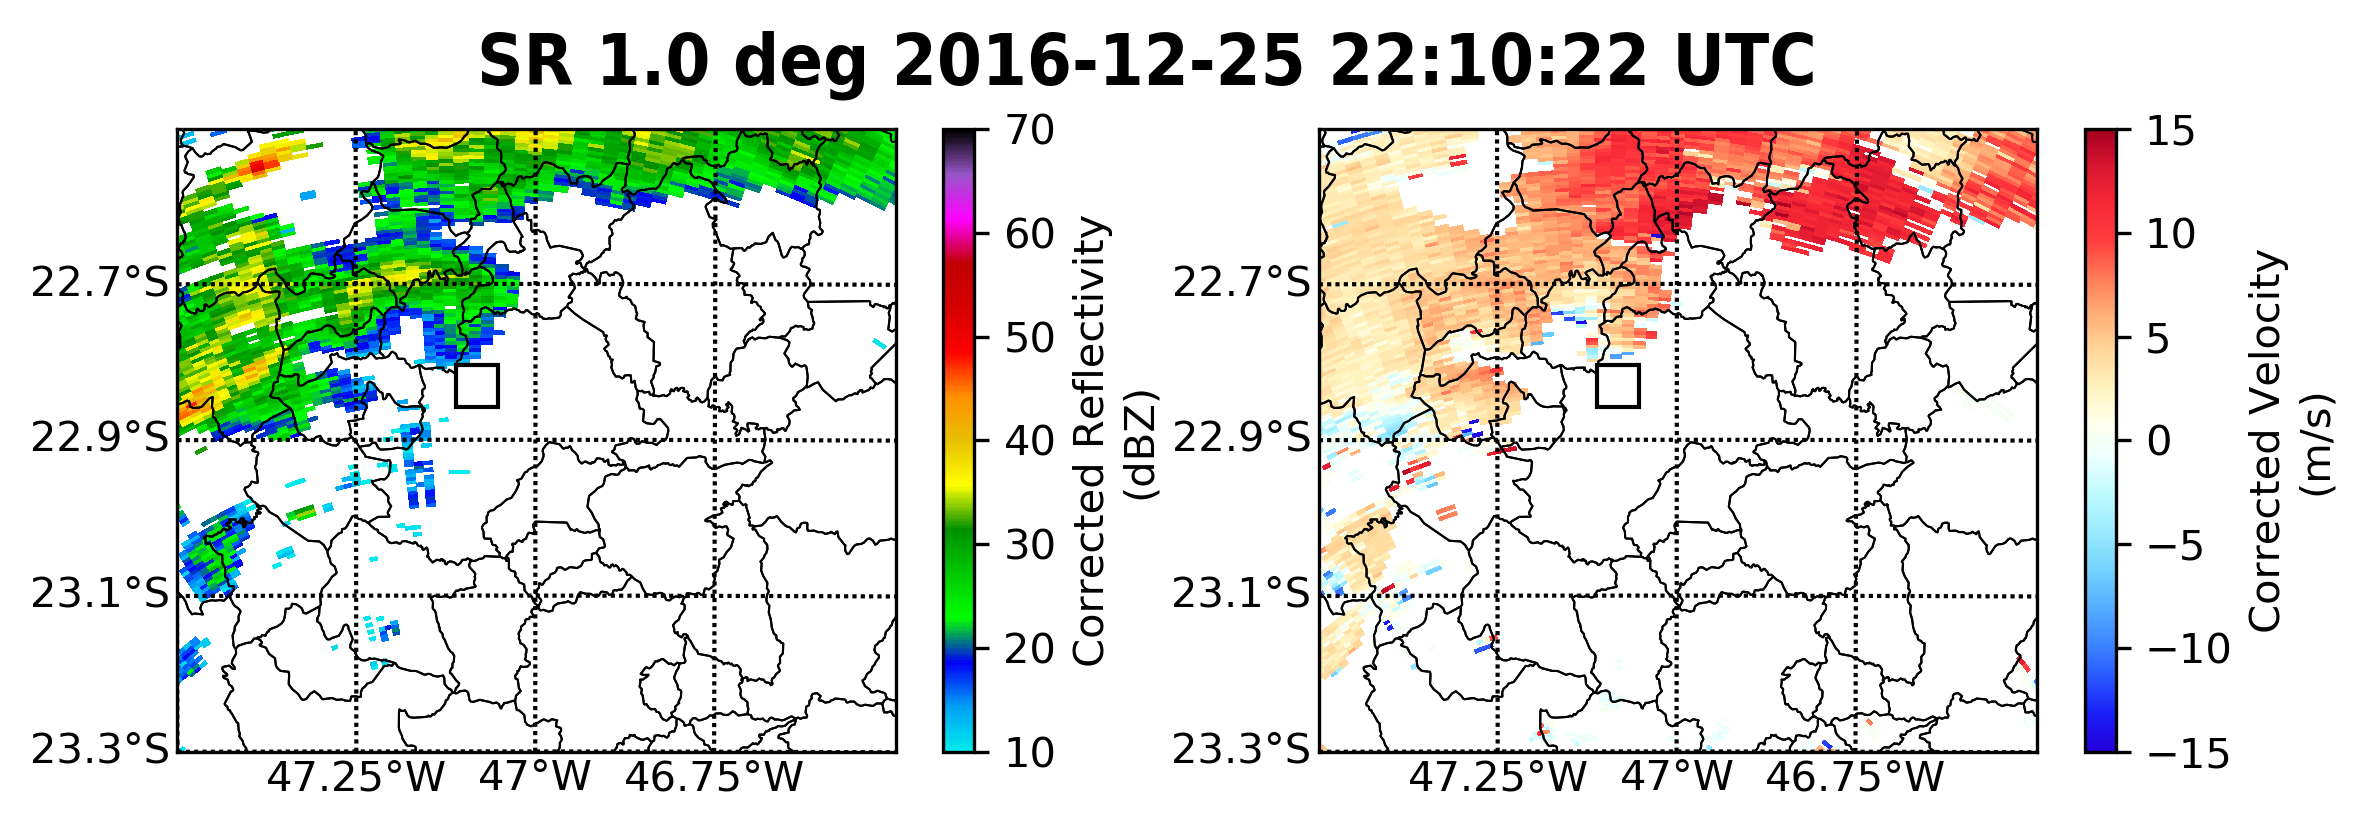 SR 1.0 deg 2016-12-25 22:10:22 UTC
22.7°S
22.9°S
23.1°S
23.3°S
47.25°W
47°W
46.75°W
70
60
50
40
30
20
10
Corrected Reflectivity
(dBZ)
22.7°S
22.9°S
23.1°S
23.3°S
47.25°W
47°W
46.75°W
15
10
5
0
−5
−10
−15
Corrected Velocity
(m/s)